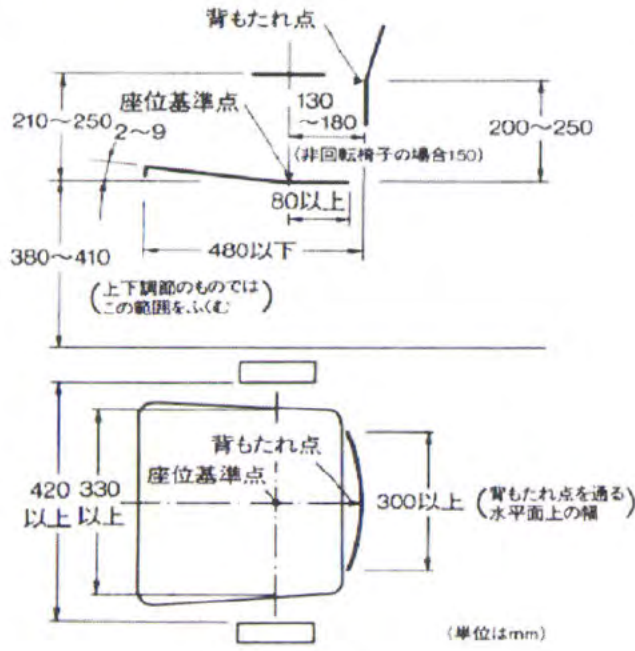 背もたれ点
210〜250
2〜9
座位基準点
130
〜180
200〜250
(非回転椅子の場合150)
80以上
480以下
380〜410
(上下調節のものでは
この範囲をふくむ)
背もたれ点
座位基準点
420
以上
330
以上
300以上
(背もたれ点を通る
水平面上の幅)
(単位はmm)